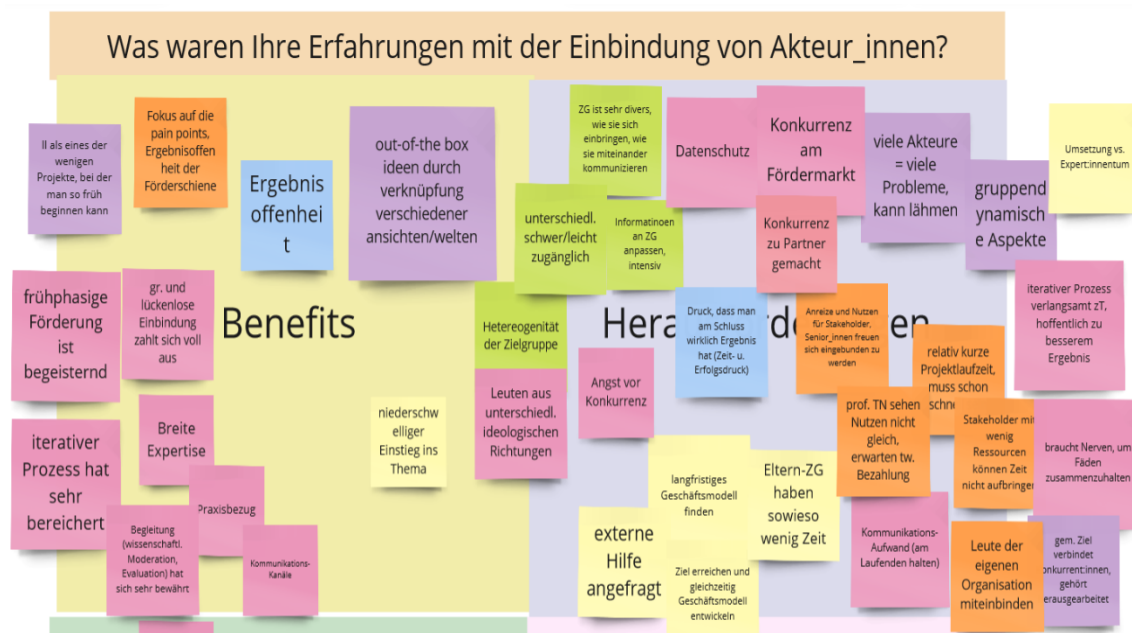 Was waren Ihre Erfahrungen mit der Einbindung von Akteur_innen?
II als eines der
wenigen
Projekte, bei der
man so früh
beginnen kann
Fokus auf die
pain points,
Ergebnisoffen
heit der
Förderschiene
Ergebnis
offenhei
t
out-of-the box
ideen durch
verknüpfung
verschiedener
ansichten/welten
frühphasige
Förderung
ist
begeisternd
gr. und
lückenlose
Einbindung
zahlt sich voll
aus
Benefits
iterativer
Prozess hat
sehr
bereichert
Breite
Expertise
Praxisbezug
Begleitung
(wissenschaftl.
Moderation,
Evaluation) hat
sich sehr bewährt
Kommunikations-
Kanäle
niederschw
elliger
Einstieg ins
Thema
ZG ist sehr divers,
wie sie sich
einbringen, wie
sie miteinander
kommunizieren
Datenschutz
Konkurrenz
am
Fördermarkt
viele Akteure
= viele
Probleme,
kann lähmen
gruppend
ynamisch
e Aspekte
Umsetzung vs.
Expert:innentum
unterschiedl.
schwer/leicht
zugänglich
Informatinoen
an ZG
anpassen,
intensiv
Konkurrenz
zu Partner
gemacht
Hetereogenität
der Zielgruppe
Druck, dass man
am Schluss
wirklich Ergebnis
hat (Zeit- u.
Erfolgsdruck)
Anreize und Nutzen
für Stakeholder,
Senior_innen freuen
sich eingebunden zu
werden
relativ kurze
Projektlaufzeit,
muss schon
iterativer Prozess
verlangsamt zT,
hoffentlich zu
besserem
Ergebnis
Leuten aus
unterschiedl.
ideologischen
Richtungen
Angst vor
Konkurrenz
prof. TN sehen
Nutzen nicht
gleich,
erwarten tw.
Bezahlung
Stakeholder mit
wenig
Ressourcen
können Zeit
nicht aufbringen
braucht Nerven, um
Fäden
zusammenzuhalten
langfristiges
Geschäftsmodell
finden
Eltern-ZG
haben
sowieso
wenig Zeit
externe
Hilfe
angefragt
Ziel erreichen und
gleichzeitig
Geschäftsmodell
entwickeln
Kommunikations-
Aufwand (am
Laufenden halten)
Leute der
eigenen
Organisation
miteinbinden
gem. Ziel
verbindet
konkurrent:innen,
gehört
herausgearbeitet